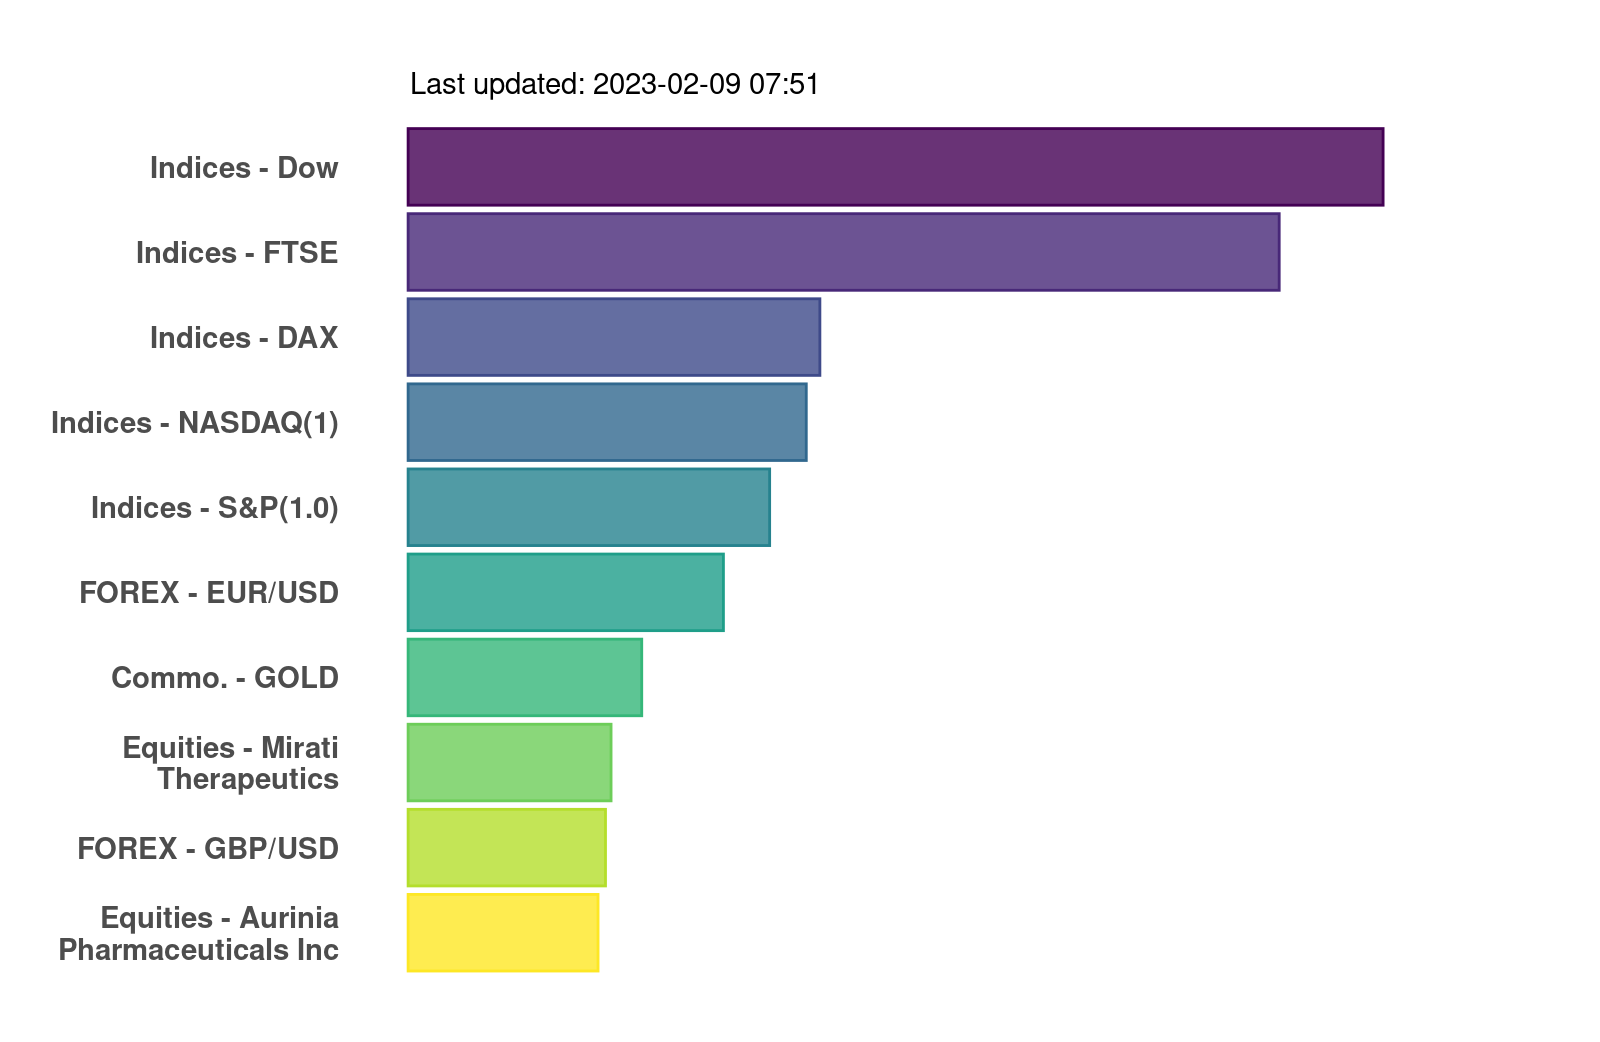 Last updated: 2023-02-09 07:51
Indices - Dow
Indices - FTSE
Indices - DAX
Indices - NASDAQ(1)
Indices - S&P(1.0)
FOREX - EUR/USD
Commo. - GOLD
Equities - Mirati
Therapeutics
FOREX - GBP/USD
Equities - Aurinia
Pharmaceuticals Inc